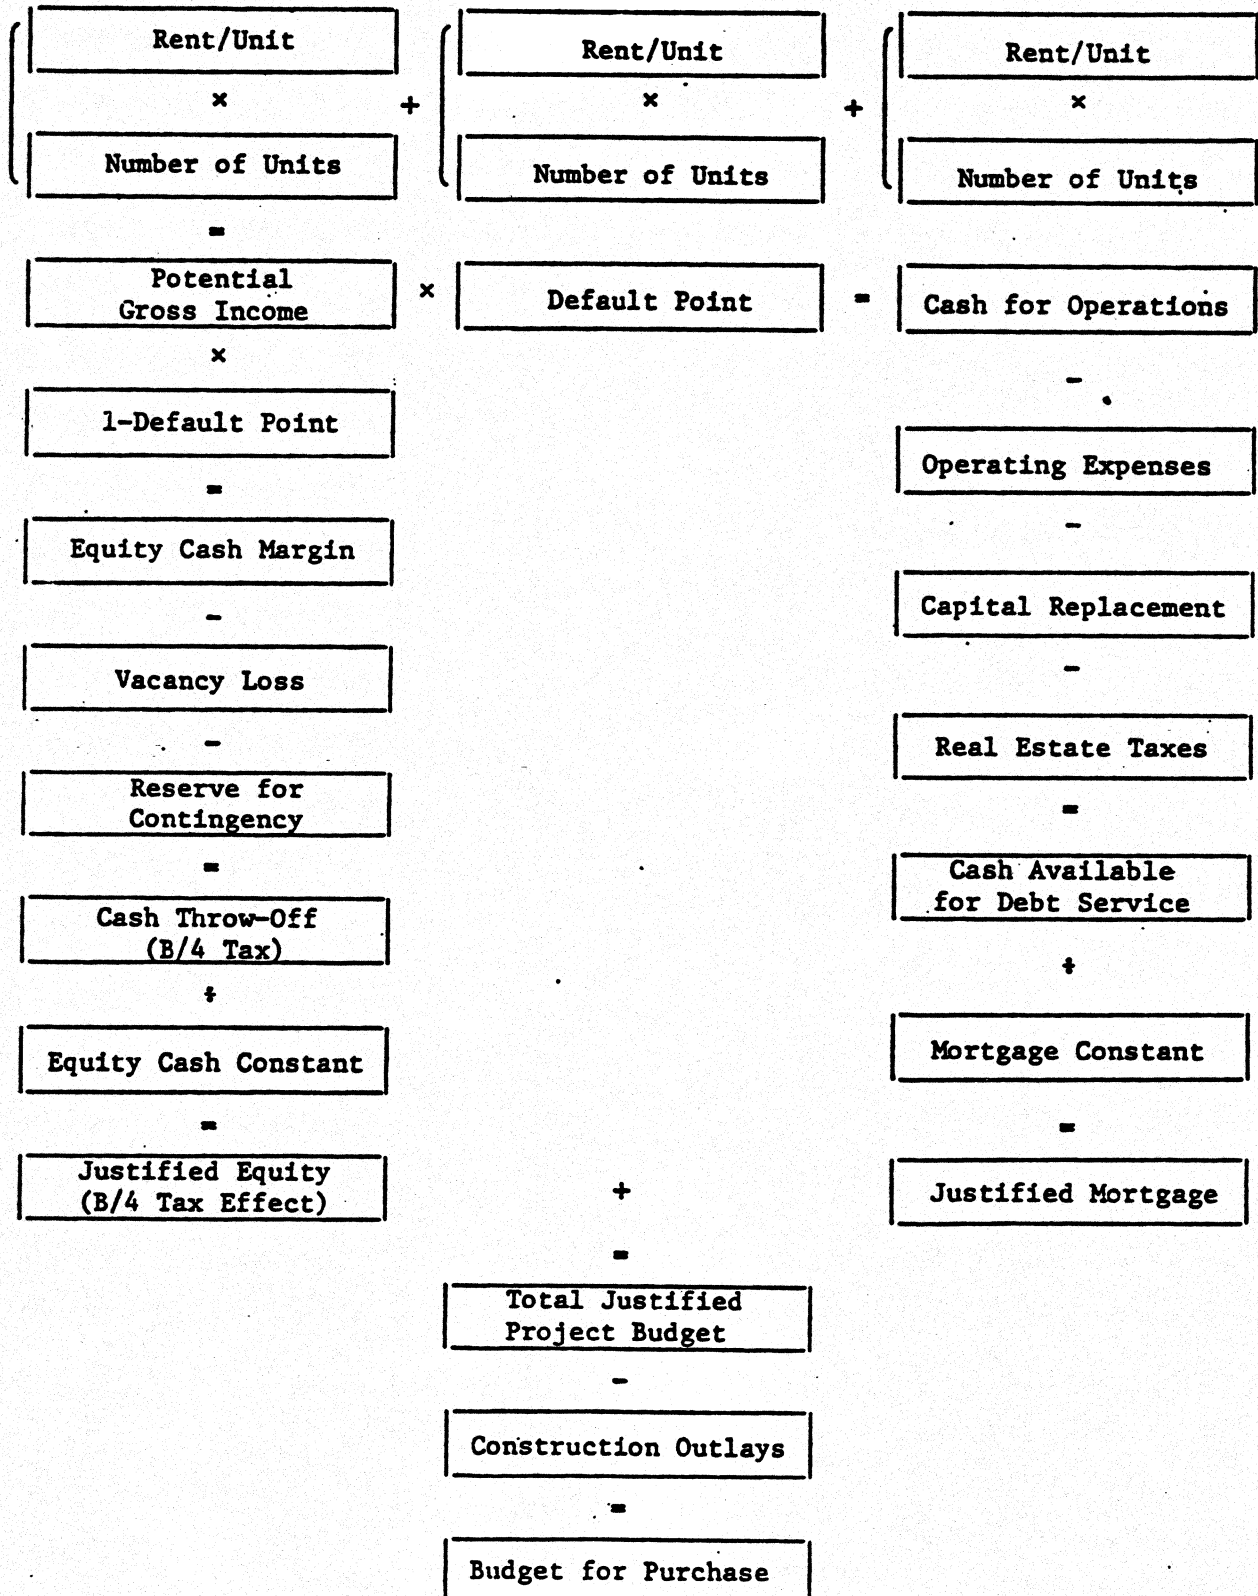 Rent/Unit
×
Number of Units
+
Rent/Unit
×
Number of Units
+
Rent/Unit
×
Number of Units
=
Potential
Gross Income
×
Default Point
=
Cash for Operations
×
1-Default Point
=
Equity Cash Margin
-
Vacancy Loss
-
Reserve for
Contingency
=
Cash Throw-Off
(B/4 Tax)
÷
Equity Cash Constant
=
Justified Equity
(B/4 Tax Effect)
-
Operating Expenses
-
Capital Replacement
-
Real Estate Taxes
=
Cash Available
for Debt Service
÷
Mortgage Constant
=
Justified Mortgage
+
=
Total Justified
Project Budget
-
Construction Outlays
=
Budget for Purchase